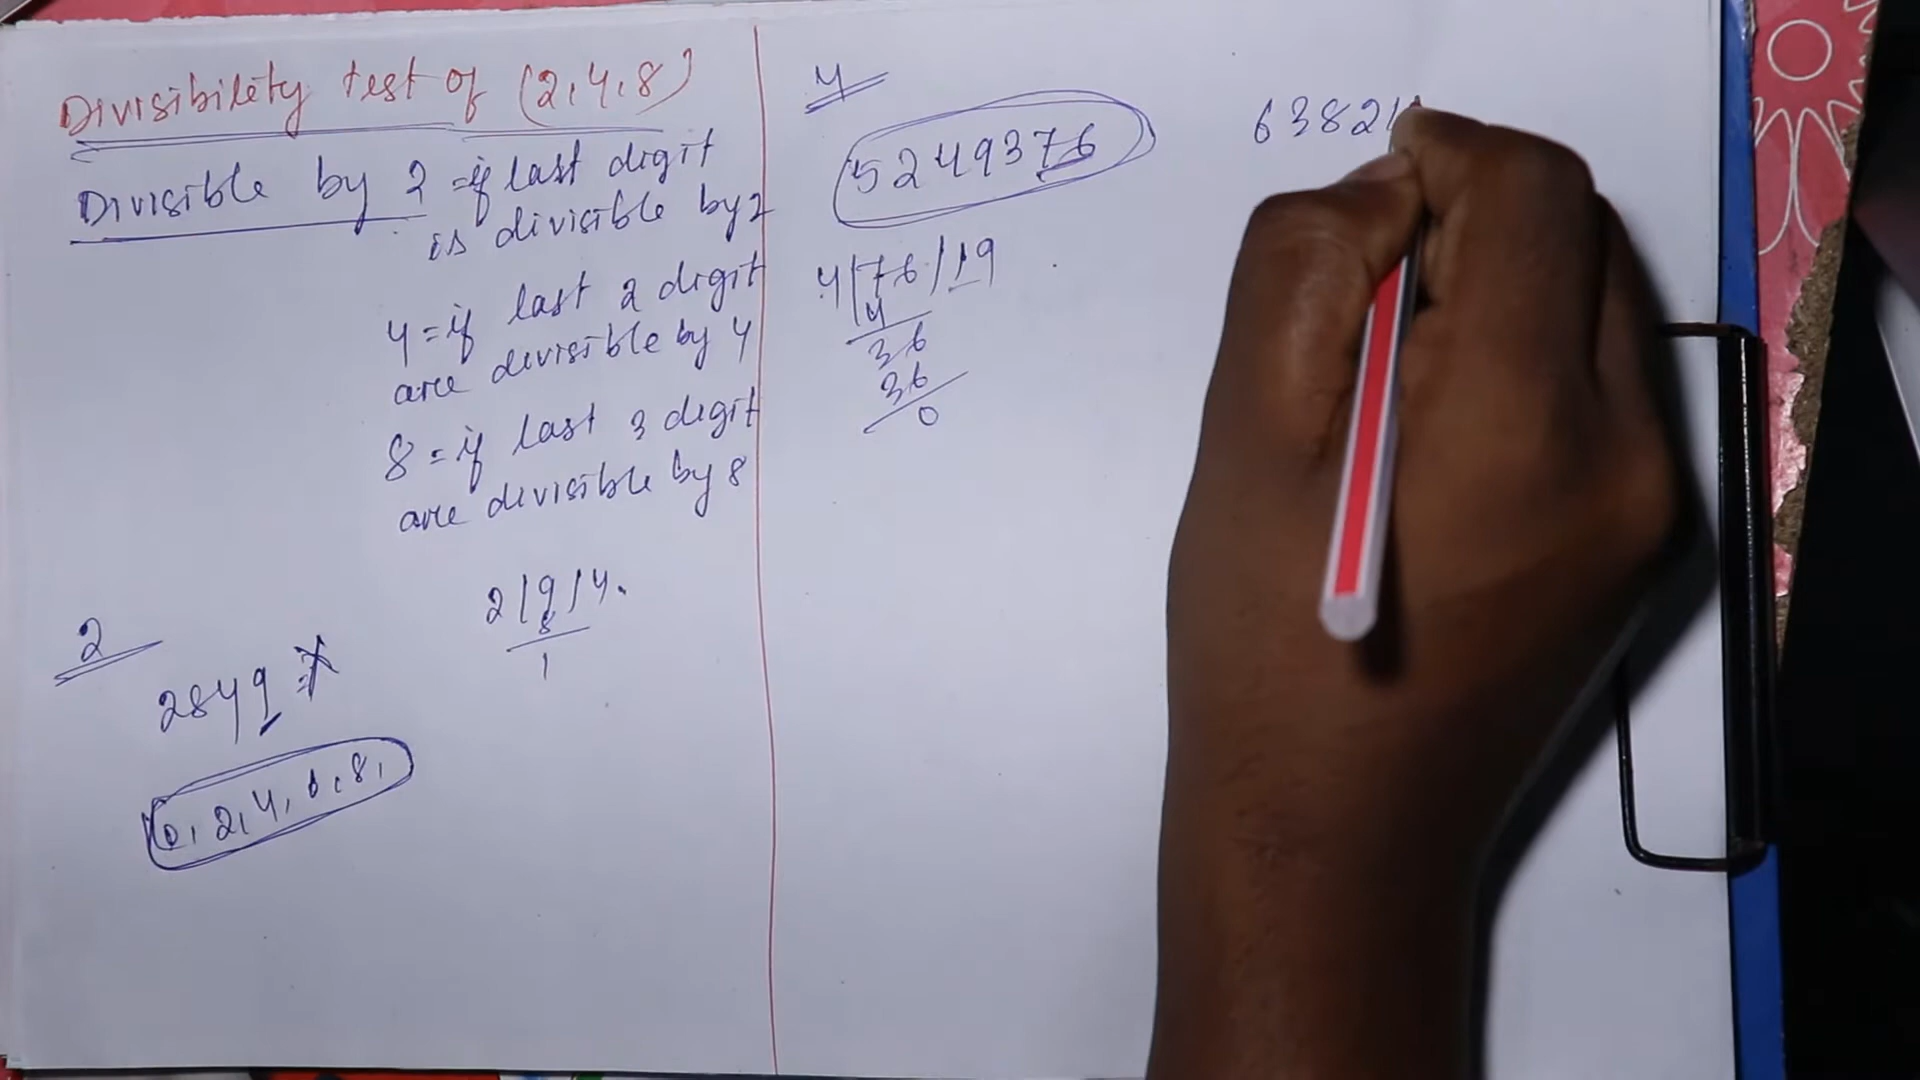 Divisibility test of (2,4,8)
Divisible by 2 = if last digit
is divisible by 2
4 = if last 2 digit
are divisible by 4
8 = if last 3 digit
are divisible by 8
2
2849 = X
0, 2, 4, 6, 8,
2 / 9 / 4.
8
1
4
5249376
4 / 76 / 19
4
36
36
0
6382